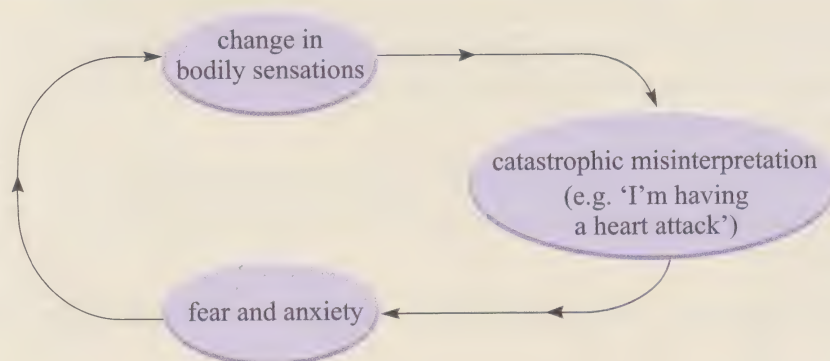 change in
bodily sensations
catastrophic misinterpretation
(e.g. ‘I’m having
a heart attack’)
fear and anxiety